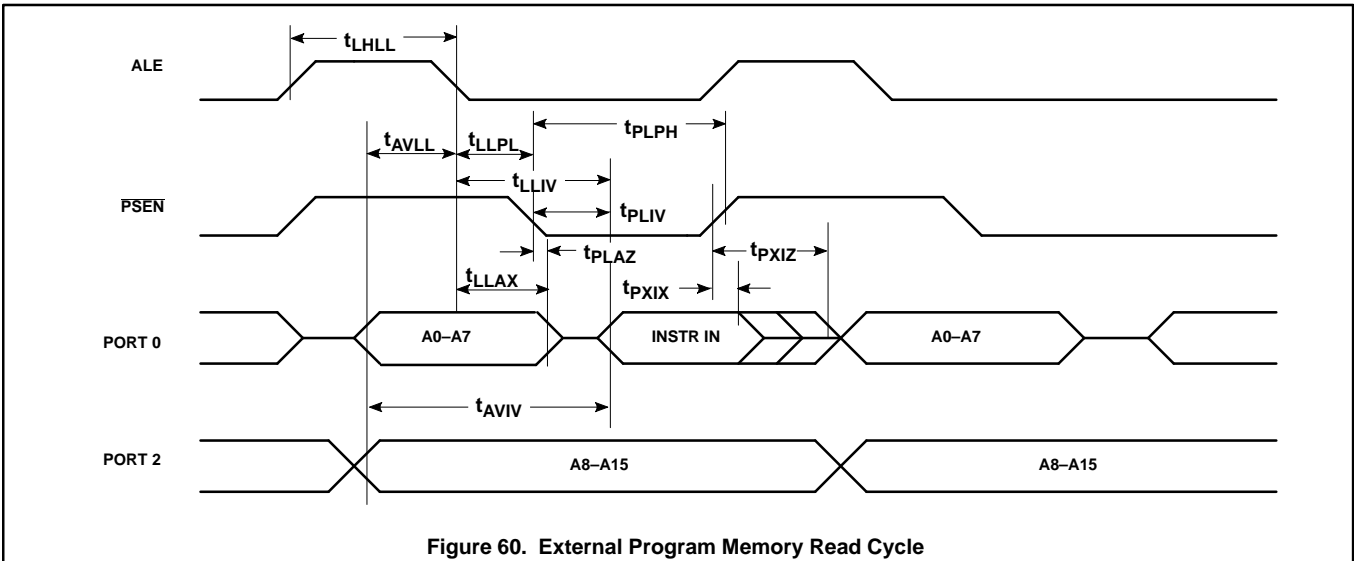 tLHLL
ALE
tAVLL
tLLPL
tPLPH
tLLIV
PSEN
tPLIV
tPLAZ
tPXIZ
tLLAX
tPXIX
PORT 0
A0–A7
INSTR IN
A0–A7
tAVIV
PORT 2
A8–A15
A8–A15
Figure 60. External Program Memory Read Cycle